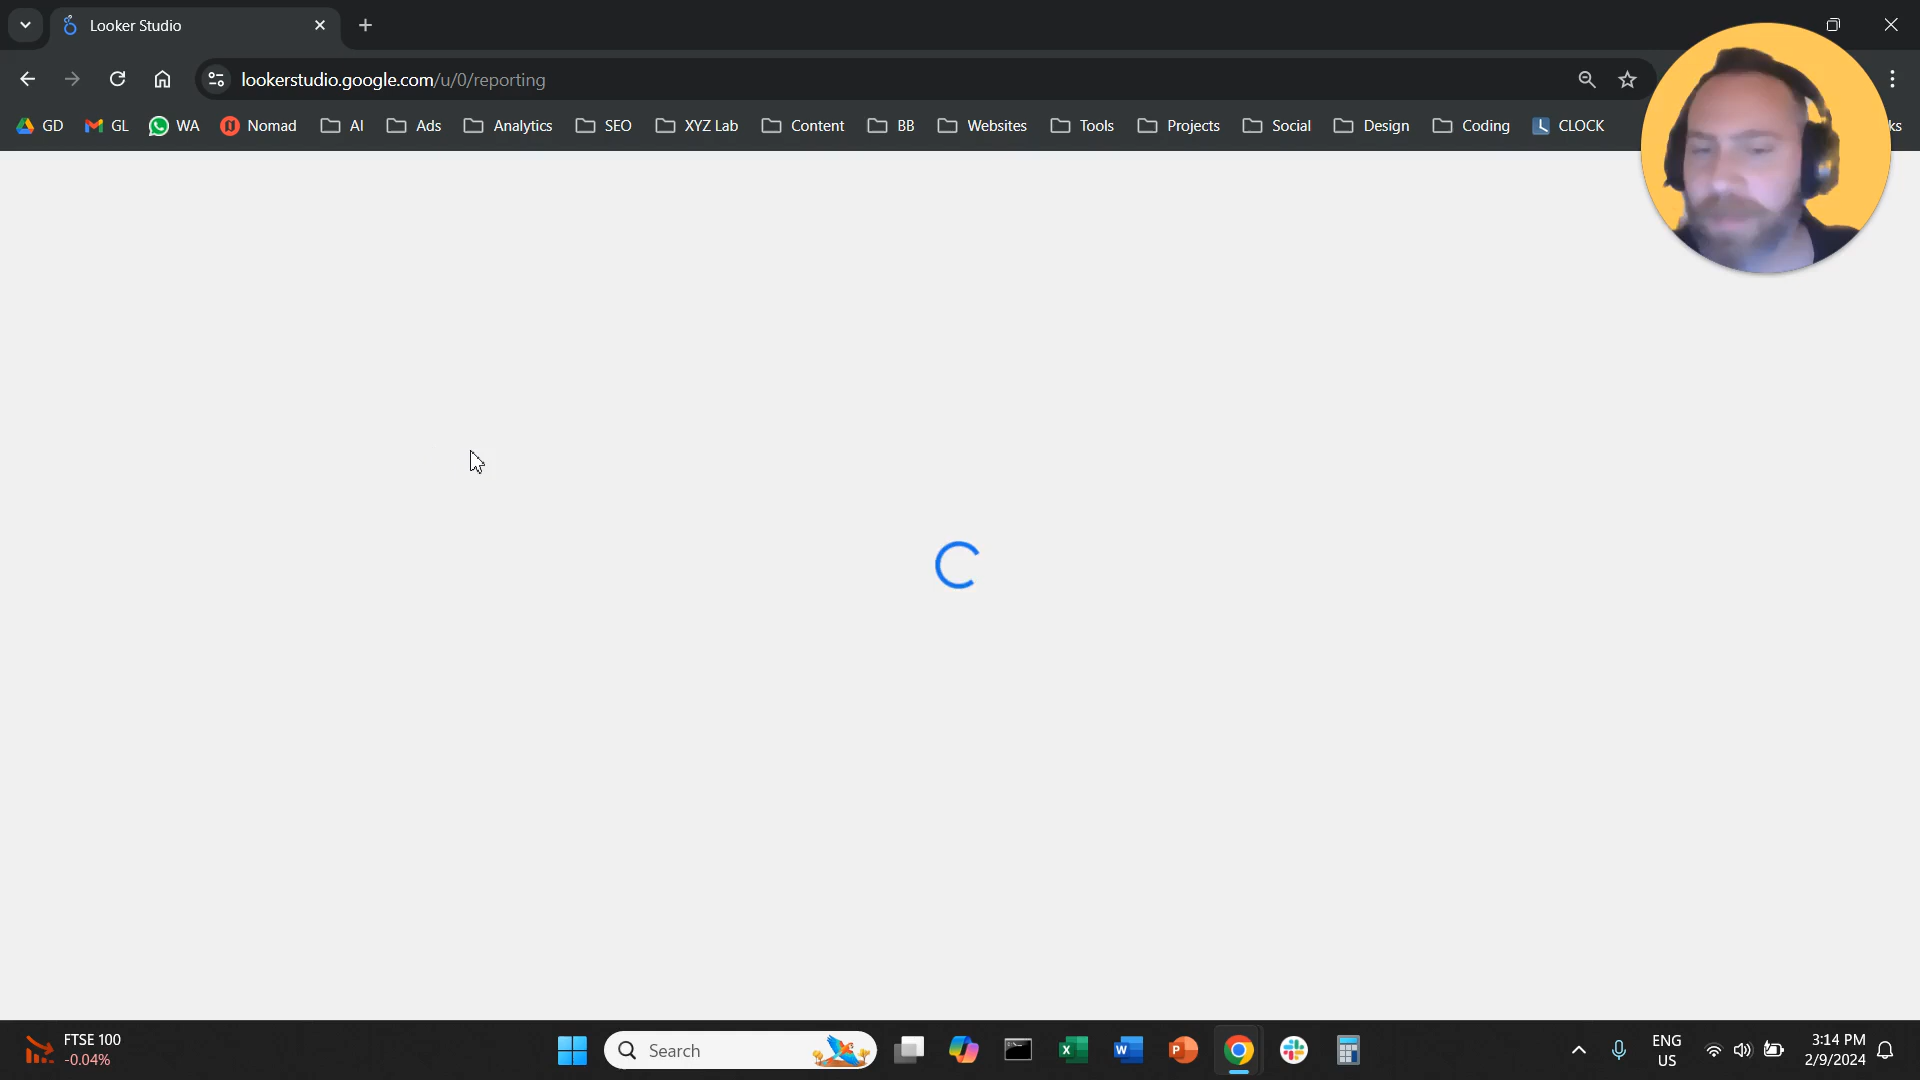 Looker Studio
lookerstudio.google.com/u/0/reporting
GD GL WA Nomad AI Ads Analytics SEO XYZ Lab Content BB Websites Tools Projects Social Design Coding CLOCK ks
FTSE 100
-0.04%
Search
ENG
US
3:14 PM
2/9/2024